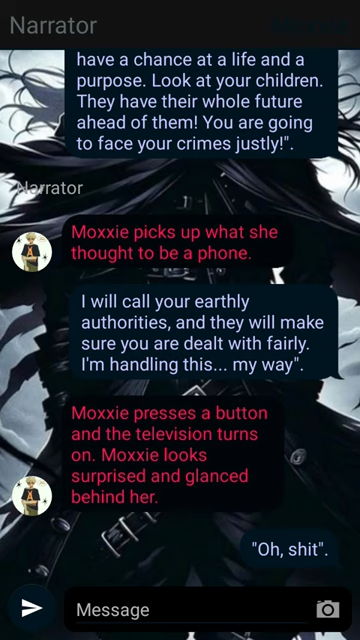 Narrator
have a chance at a life and a
purpose. Look at your children.
They have their whole future
ahead of them! You are going
to face your crimes justly!".
Narrator
Moxxie picks up what she
thought to be a phone.
I will call your earthly
authorities, and they will make
sure you are dealt with fairly.
I'm handling this... my way".
Moxxie presses a button
and the television turns
on. Moxxie looks
surprised and glanced
behind her.
"Oh, shit".
Message